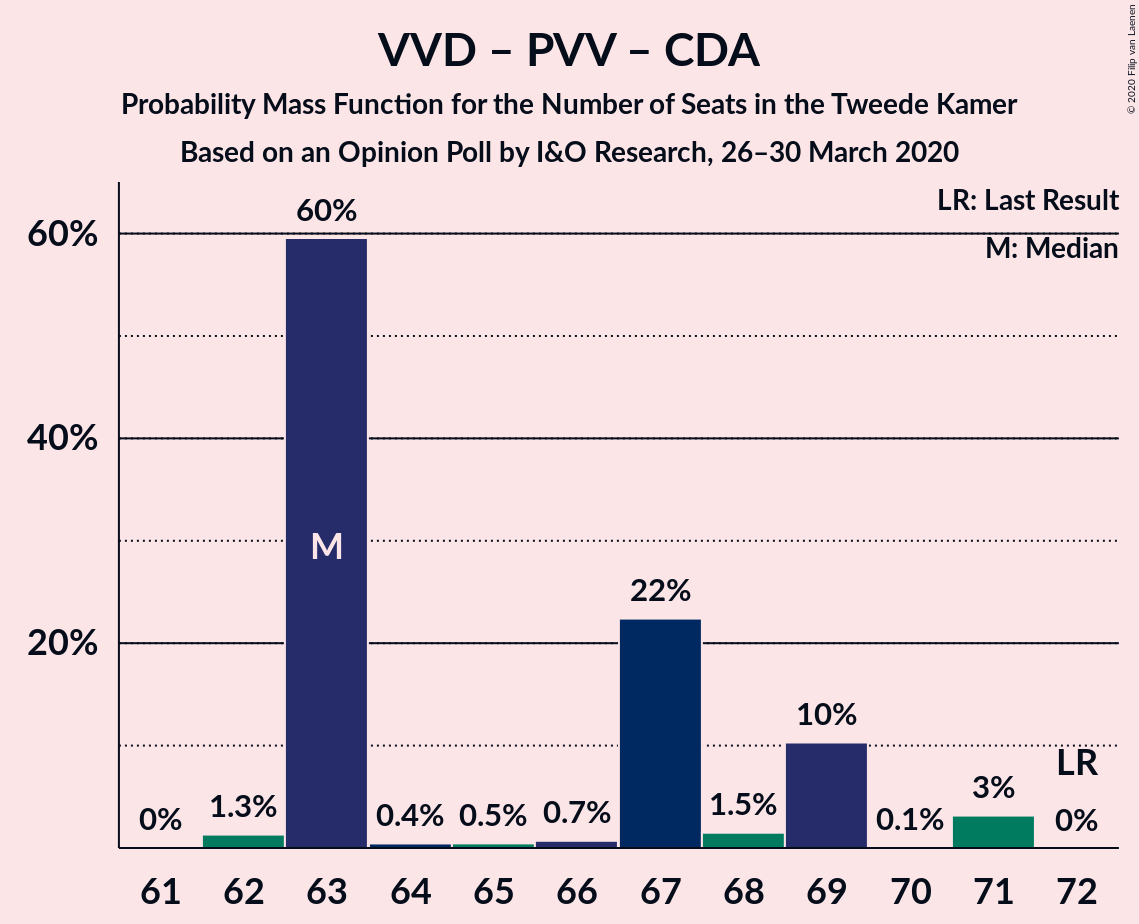 VVD – PVV – CDA
Probability Mass Function for the Number of Seats in the Tweede Kamer
Based on an Opinion Poll by I&O Research, 26–30 March 2020
© 2020 Filip van Laenen
LR: Last Result
M: Median
60%
40%
20%
0%
1.3%
60%
M
0.4%
0.5%
0.7%
22%
1.5%
10%
0.1%
3%
LR
0%
61 62 63 64 65 66 67 68 69 70 71 72